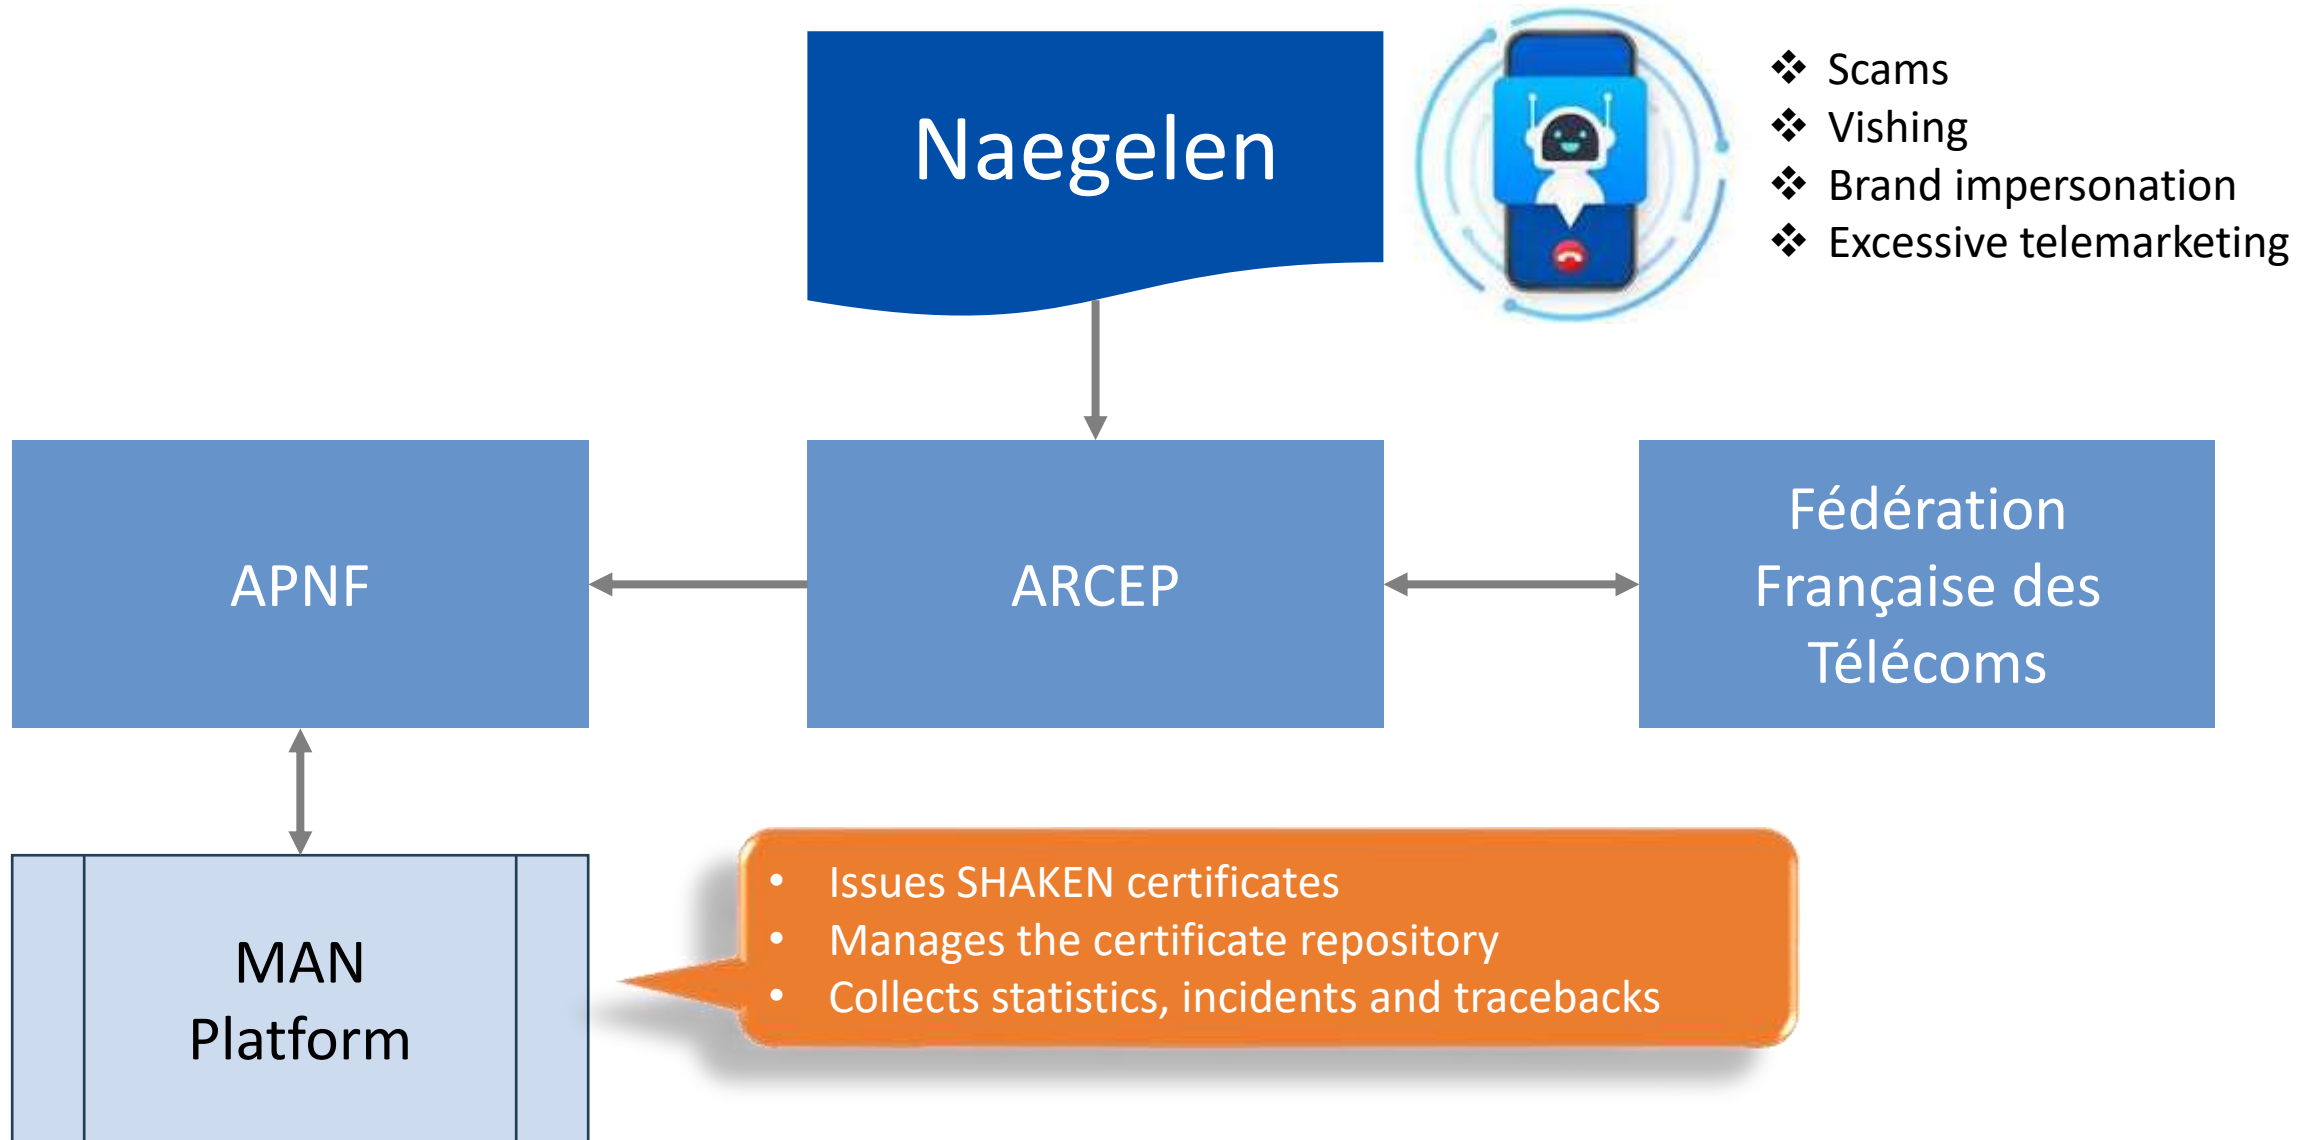 Naegelen
❖ Scams
❖ Vishing
❖ Brand impersonation
❖ Excessive telemarketing
APNF
ARCEP
Fédération
Française des
Télécoms
MAN
Platform
• Issues SHAKEN certificates
• Manages the certificate repository
• Collects statistics, incidents and tracebacks